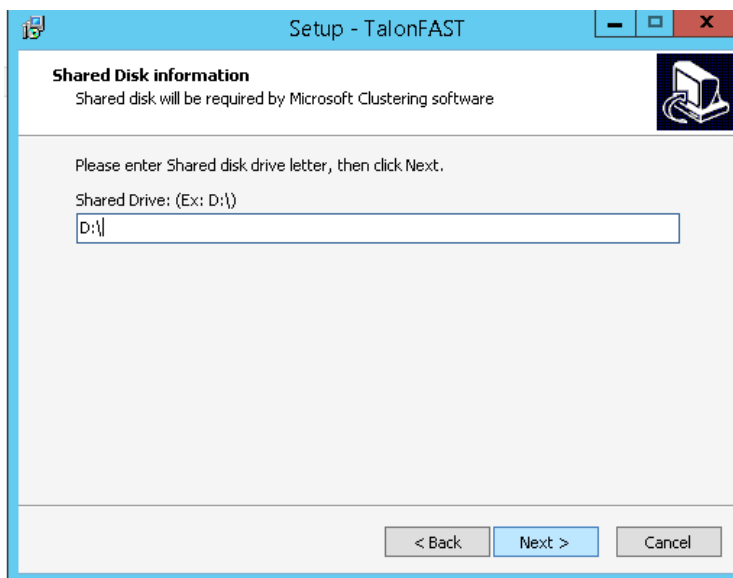 Setup - TalonFAST
Shared Disk information
Shared disk will be required by Microsoft Clustering software
Please enter Shared disk drive letter, then click Next.
Shared Drive: (Ex: D:\)
D:\
< Back
Next >
Cancel